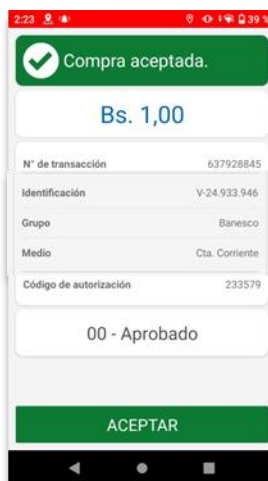 2:23 39 %
Compra aceptada.
Bs. 1,00
N° de transacción 637928845
Identificación V-24.933.946
Grupo Banesco
Medio Cta. Corriente
Código de autorización 233579
00 - Aprobado
ACEPTAR